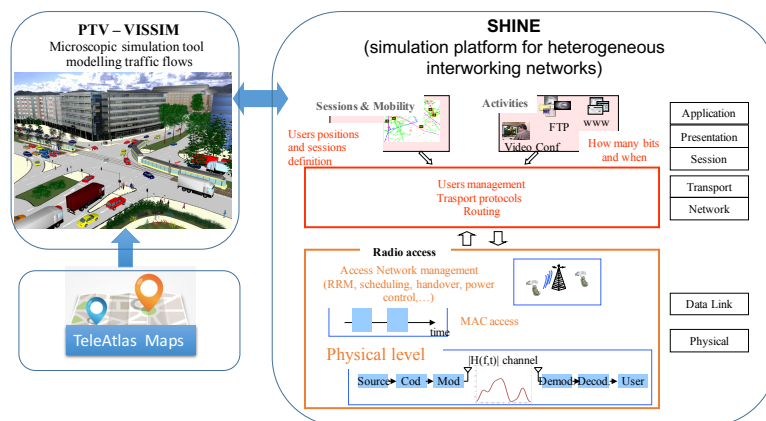 PTV – VISSIM
Microscopic simulation tool
modelling traffic flows
TeleAtlas Maps
SHINE
(simulation platform for heterogeneous
interworking networks)
Sessions & Mobility
Activities
FTP
www
Video Conf
Users positions
and sessions
definition
How many bits
and when
Users management
Trasport protocols
Routing
Radio access
Access Network management
(RRM, scheduling, handover, power
control,…)
MAC access
time
Physical level
|H(f,t)| channel
Source
Cod
Mod
Demod
Decod.
User
Application
Presentation
Session
Transport
Network
Data Link
Physical